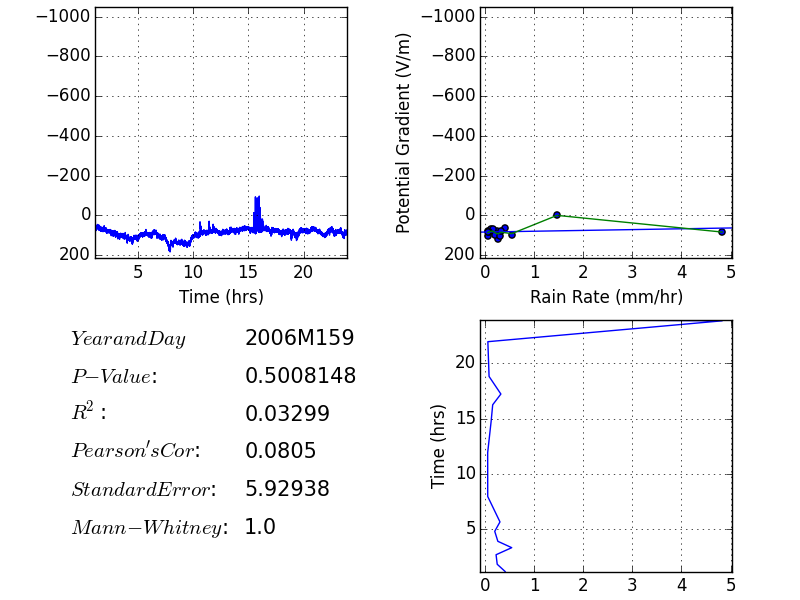 −1000
−800
−600
−400
−200
0
200
5 10 15 20
Time (hrs)
Potential Gradient (V/m)
−1000
−800
−600
−400
−200
0
200
0 1 2 3 4 5
Rain Rate (mm/hr)
YearandDay 2006M159
P−Value: 0.5008148
R²: 0.03299
Pearson′sCor: 0.0805
StandardError: 5.92938
Mann−Whitney: 1.0
Time (hrs)
20
15
10
5
0 1 2 3 4 5